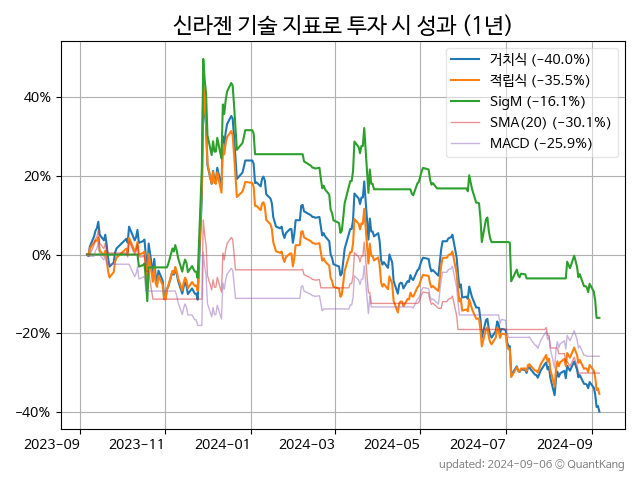 신라젠 기술 지표로 투자 시 성과 (1년)
거치식 (−40.0%)
적립식 (−35.5%)
SigM (−16.1%)
SMA(20) (−30.1%)
MACD (−25.9%)
40%
20%
0%
−20%
−40%
2023-09 2023-11 2024-01 2024-03 2024-05 2024-07 2024-09
updated: 2024-09-06 © QuantKang